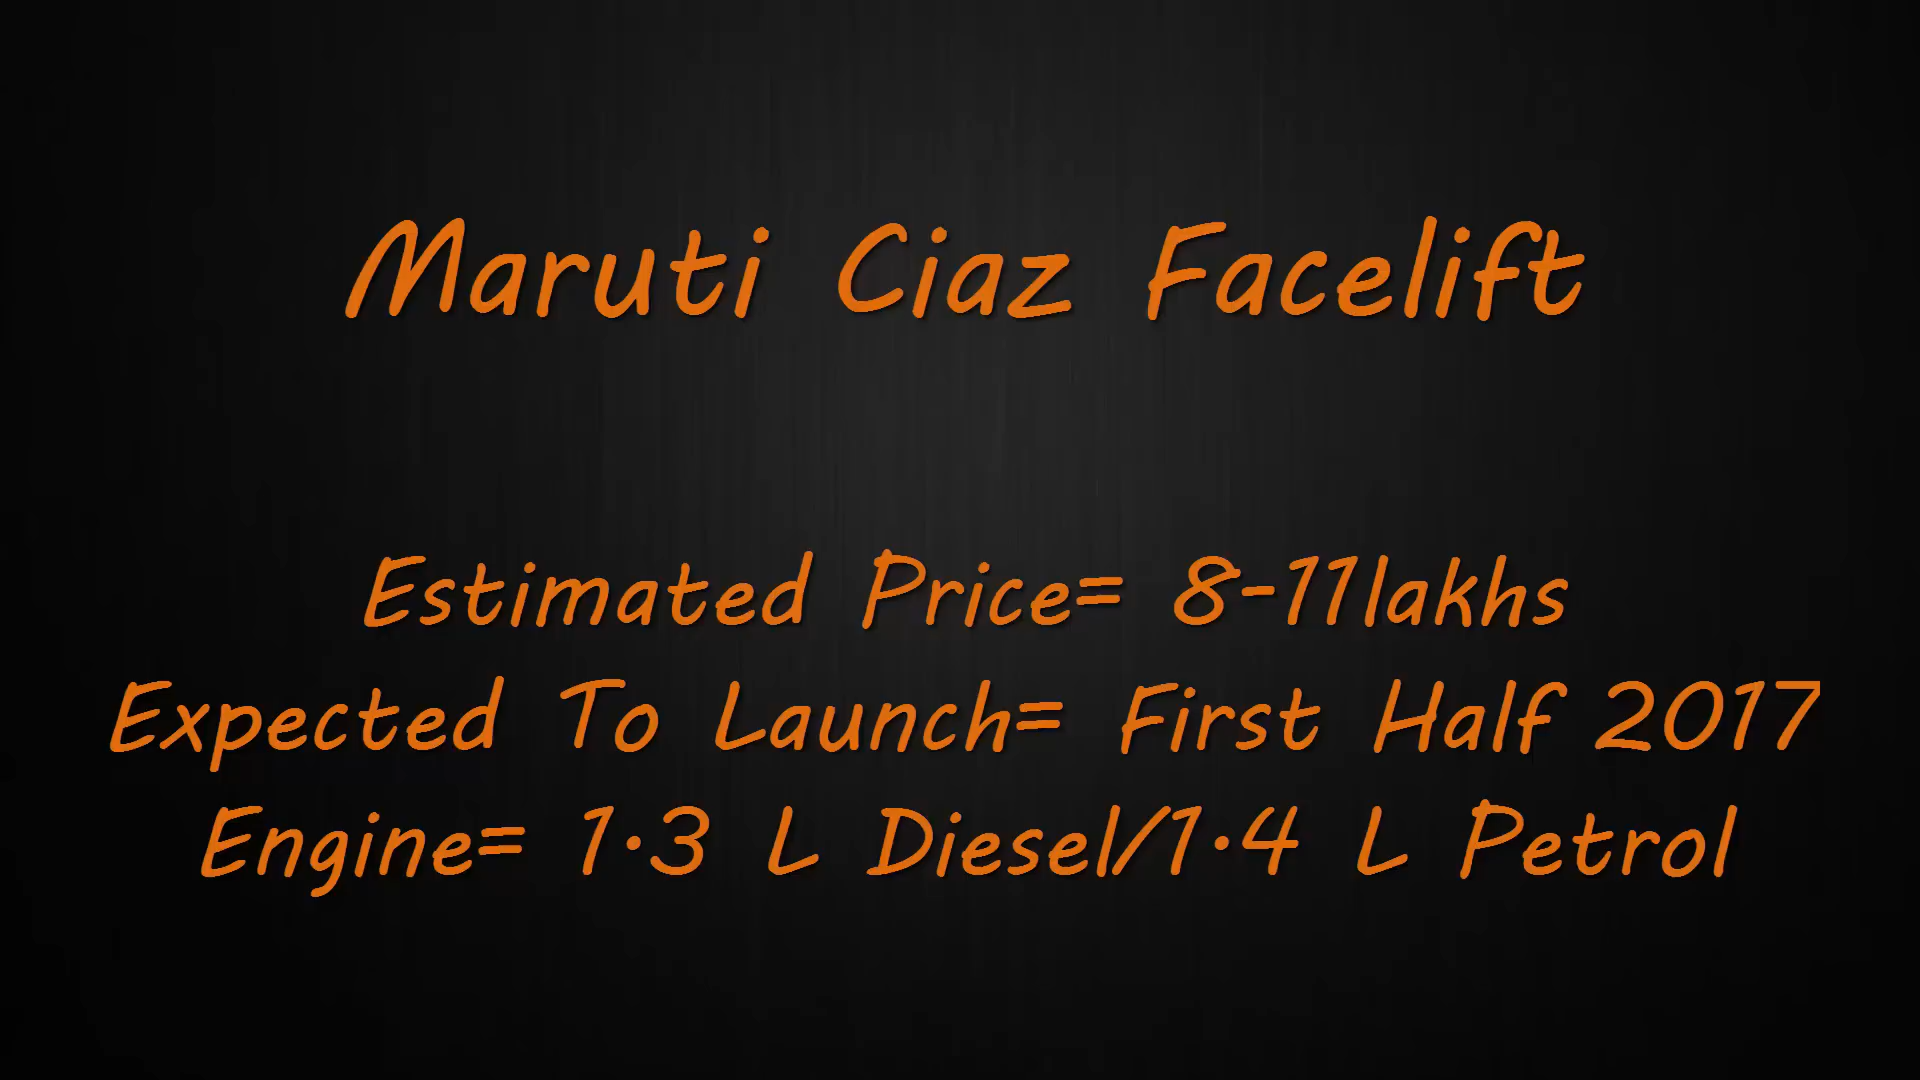 Maruti Ciaz Facelift
Estimated Price= 8-11lakhs
Expected To Launch= First Half 2017
Engine= 1.3 L Diesel/1.4 L Petrol